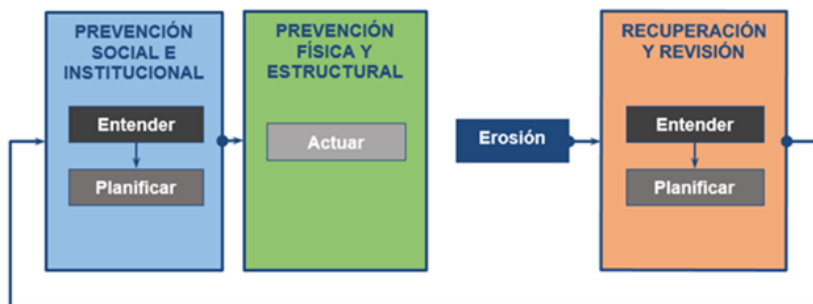 PREVENCIÓN
SOCIAL E
INSTITUCIONAL
Entender
Planificar
PREVENCIÓN
FÍSICA Y
ESTRUCTURAL
Actuar
Erosión
RECUPERACIÓN
Y REVISIÓN
Entender
Planificar